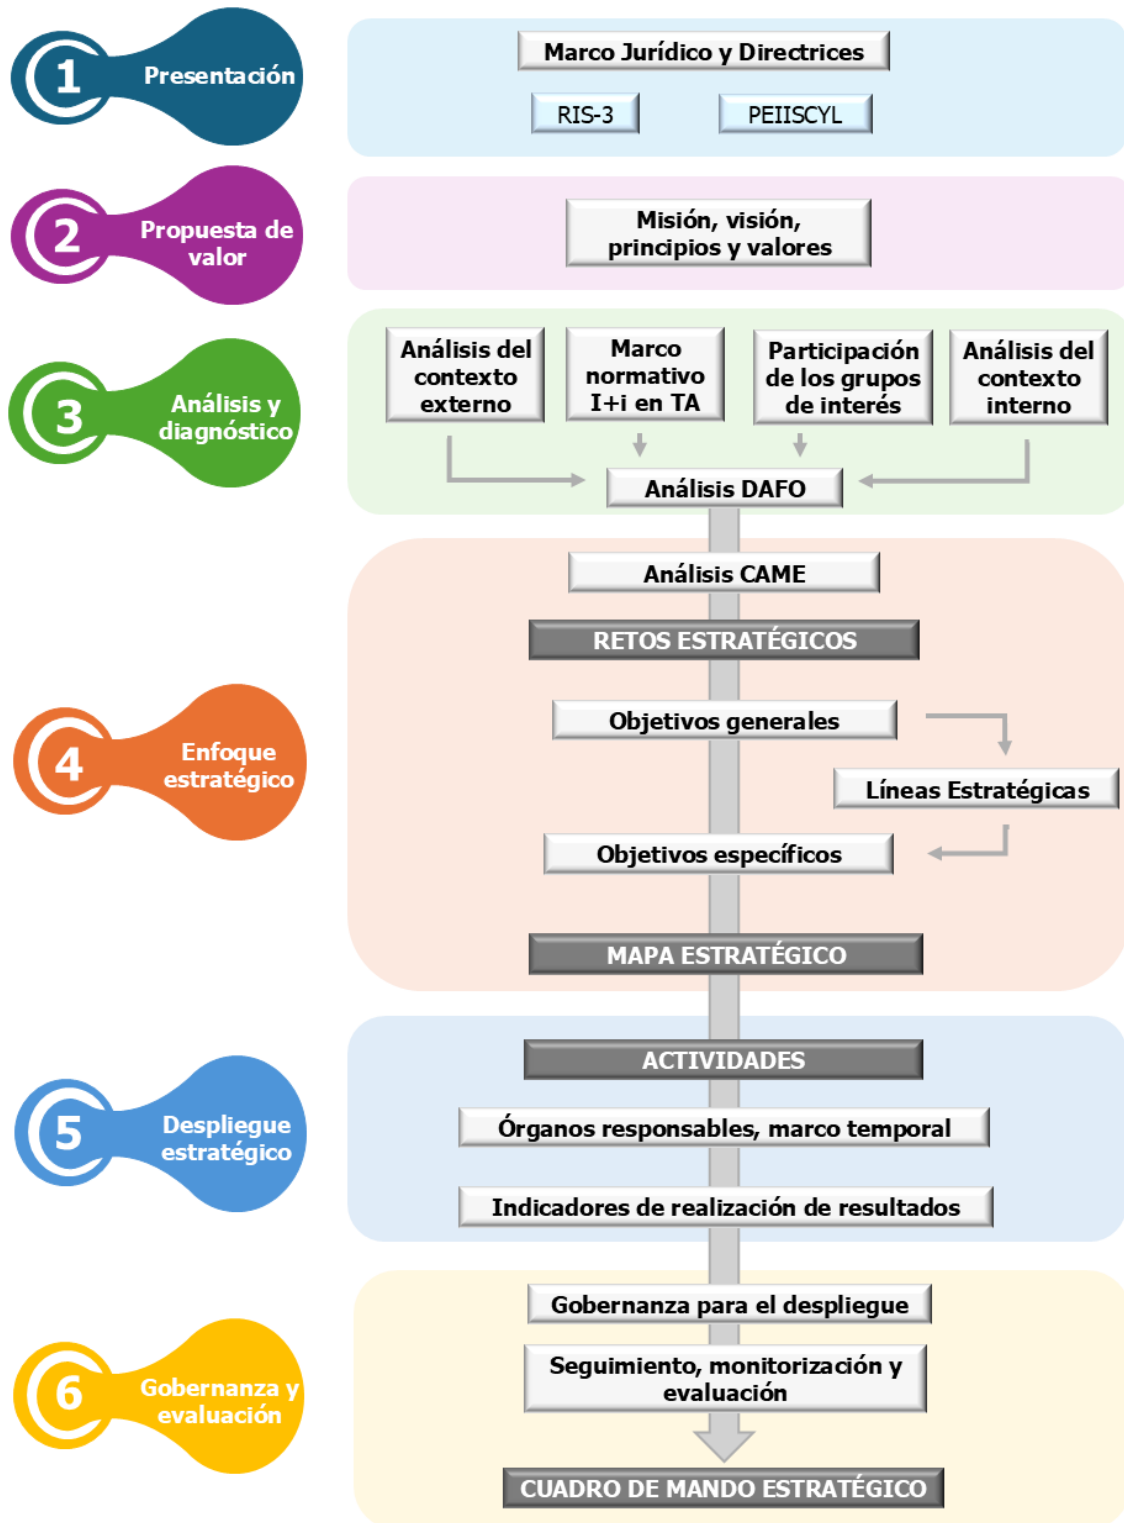 1
Presentación
Marco Jurídico y Directrices
RIS-3
PEIISCYL
2
Propuesta de
valor
Misión, visión,
principios y valores
3
Análisis y
diagnóstico
Análisis del
contexto
externo
Marco
normativo
I+i en TA
Participación
de los grupos
de interés
Análisis del
contexto
interno
Análisis DAFO
4
Enfoque
estratégico
Análisis CAME
RETOS ESTRATÉGICOS
Objetivos generales
Líneas Estratégicas
Objetivos específicos
MAPA ESTRATÉGICO
5
Despliegue
estratégico
ACTIVIDADES
Órganos responsables, marco temporal
Indicadores de realización de resultados
6
Gobernanza y
evaluación
Gobernanza para el despliegue
Seguimiento, monitorización y
evaluación
CUADRO DE MANDO ESTRATÉGICO